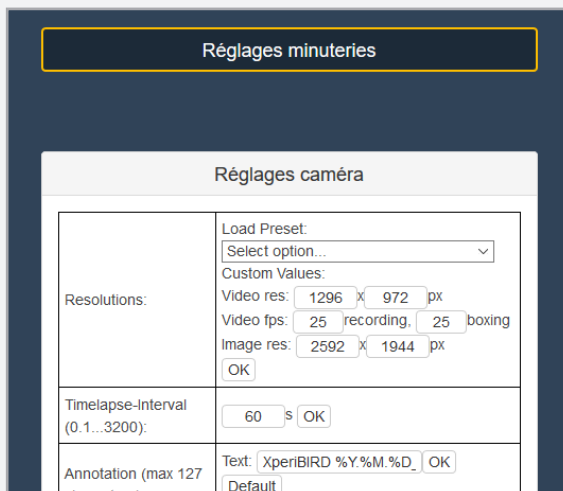 Réglages minuteries
Réglages caméra
Resolutions:
Load Preset:
Select option...
Custom Values:
Video res: 1296 x 972 px
Video fps: 25 recording, 25 boxing
Image res: 2592 x 1944 px
OK
Timelapse-Interval
(0.1...3200):
60 s OK
Annotation (max 127
Text: XperiBIRD %Y.%M.%D_ OK
Default